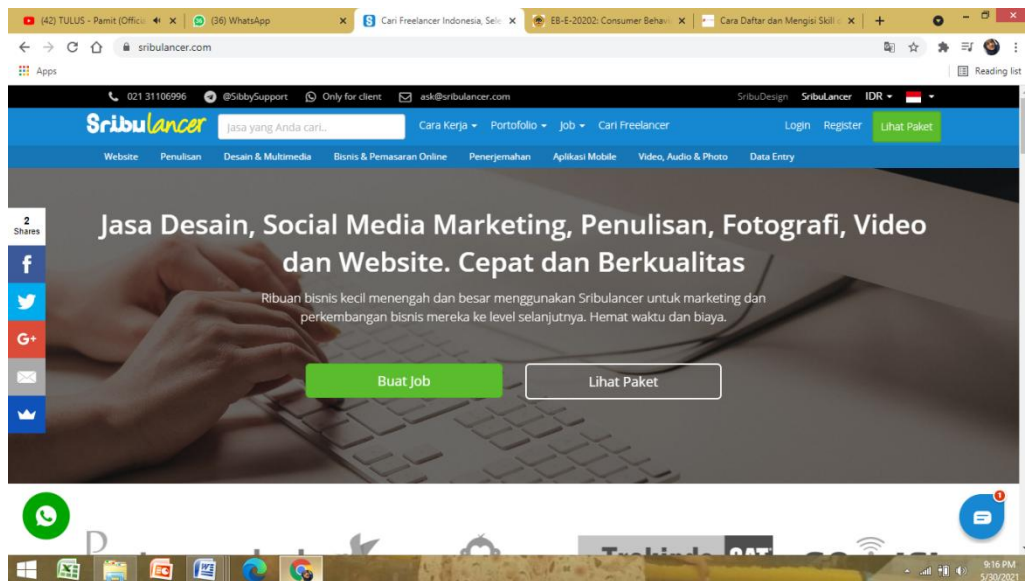 (42) TULUS - Pamit (Officia
(36) WhatsApp
Cari Freelancer Indonesia, Sele
EB-E-20202: Consumer Behavi
Cara Daftar dan Mengisi Skill
sribulancer.com
Apps
Reading list
021 31106996
@SibbySupport
Only for client
ask@sribulancer.com
SribuDesign
SribuLancer
IDR
Sribulancer
Jasa yang Anda cari..
Cara Kerja
Portofolio
Job
Cari Freelancer
Login
Register
Lihat Paket
Website
Penulisan
Desain & Multimedia
Bisnis & Pemasaran Online
Penerjemahan
Aplikasi Mobile
Video, Audio & Photo
Data Entry
2
Shares
Jasa Desain, Social Media Marketing, Penulisan, Fotografi, Video
dan Website. Cepat dan Berkualitas
Ribuan bisnis kecil menengah dan besar menggunakan Sribulancer untuk marketing dan
perkembangan bisnis mereka ke level selanjutnya. Hemat waktu dan biaya.
G+
Buat Job
Lihat Paket
1
9:16 PM
5/30/2021